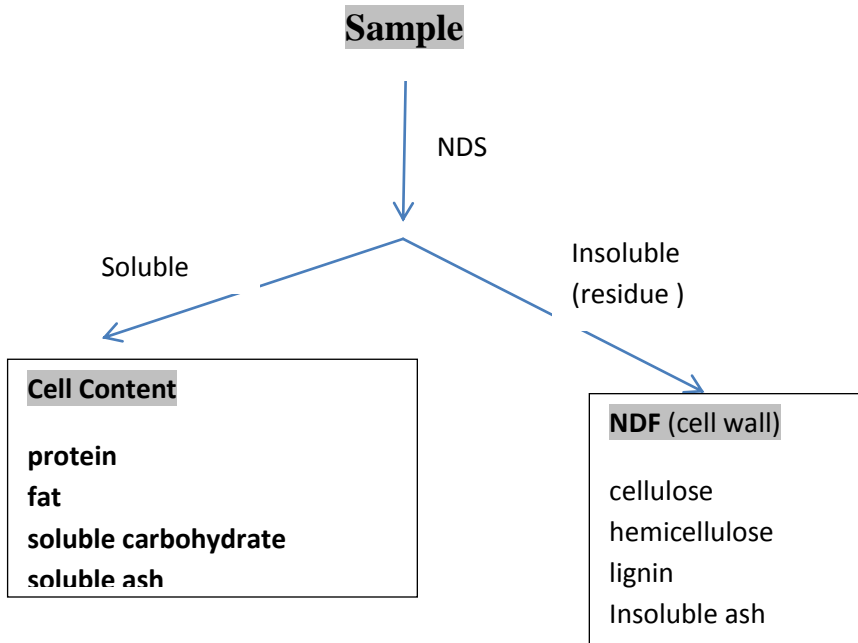 Sample
NDS
Soluble
Insoluble
(residue )
Cell Content
protein
fat
soluble carbohydrate
soluble ash
NDF (cell wall)
cellulose
hemicellulose
lignin
Insoluble ash